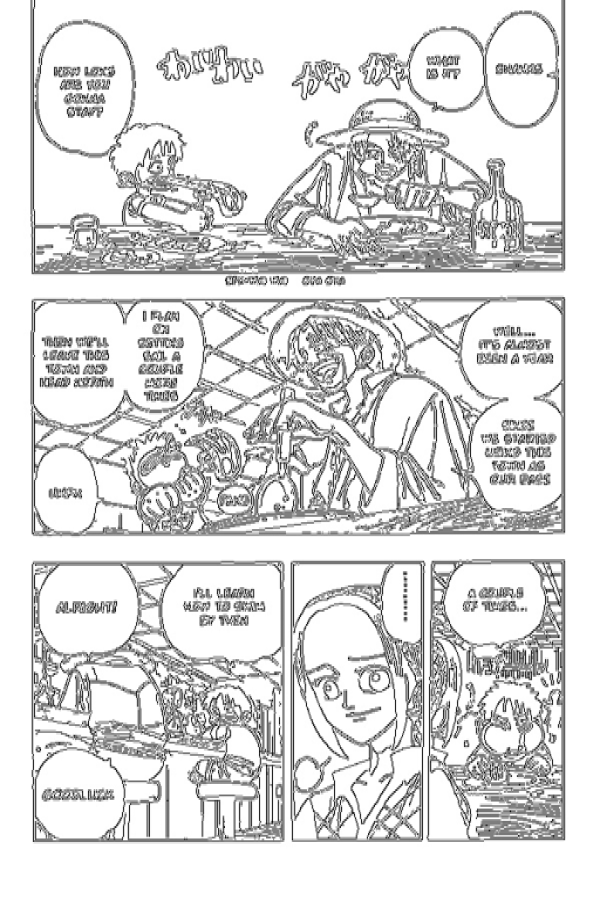 SHANKS
WHAT
IS IT?
がや がや
わいわい
HOW LONG
ARE YOU
GONNA
STAY?
WELL...
IT'S ALMOST
BEEN A YEAR
SINCE
WE STARTED
USING THIS
TOWN AS
OUR BASE
I PLAN
ON
SETTING
SAIL A
COUPLE
MORE
TIMES
THEN WE'LL
LEAVE THIS
TOWN AND
HEAD NORTH
A COUPLE
OF TIMES...
.........
I'LL LEARN
HOW TO SWIM
BY THEN
ALRIGHT!
GOODLUCK